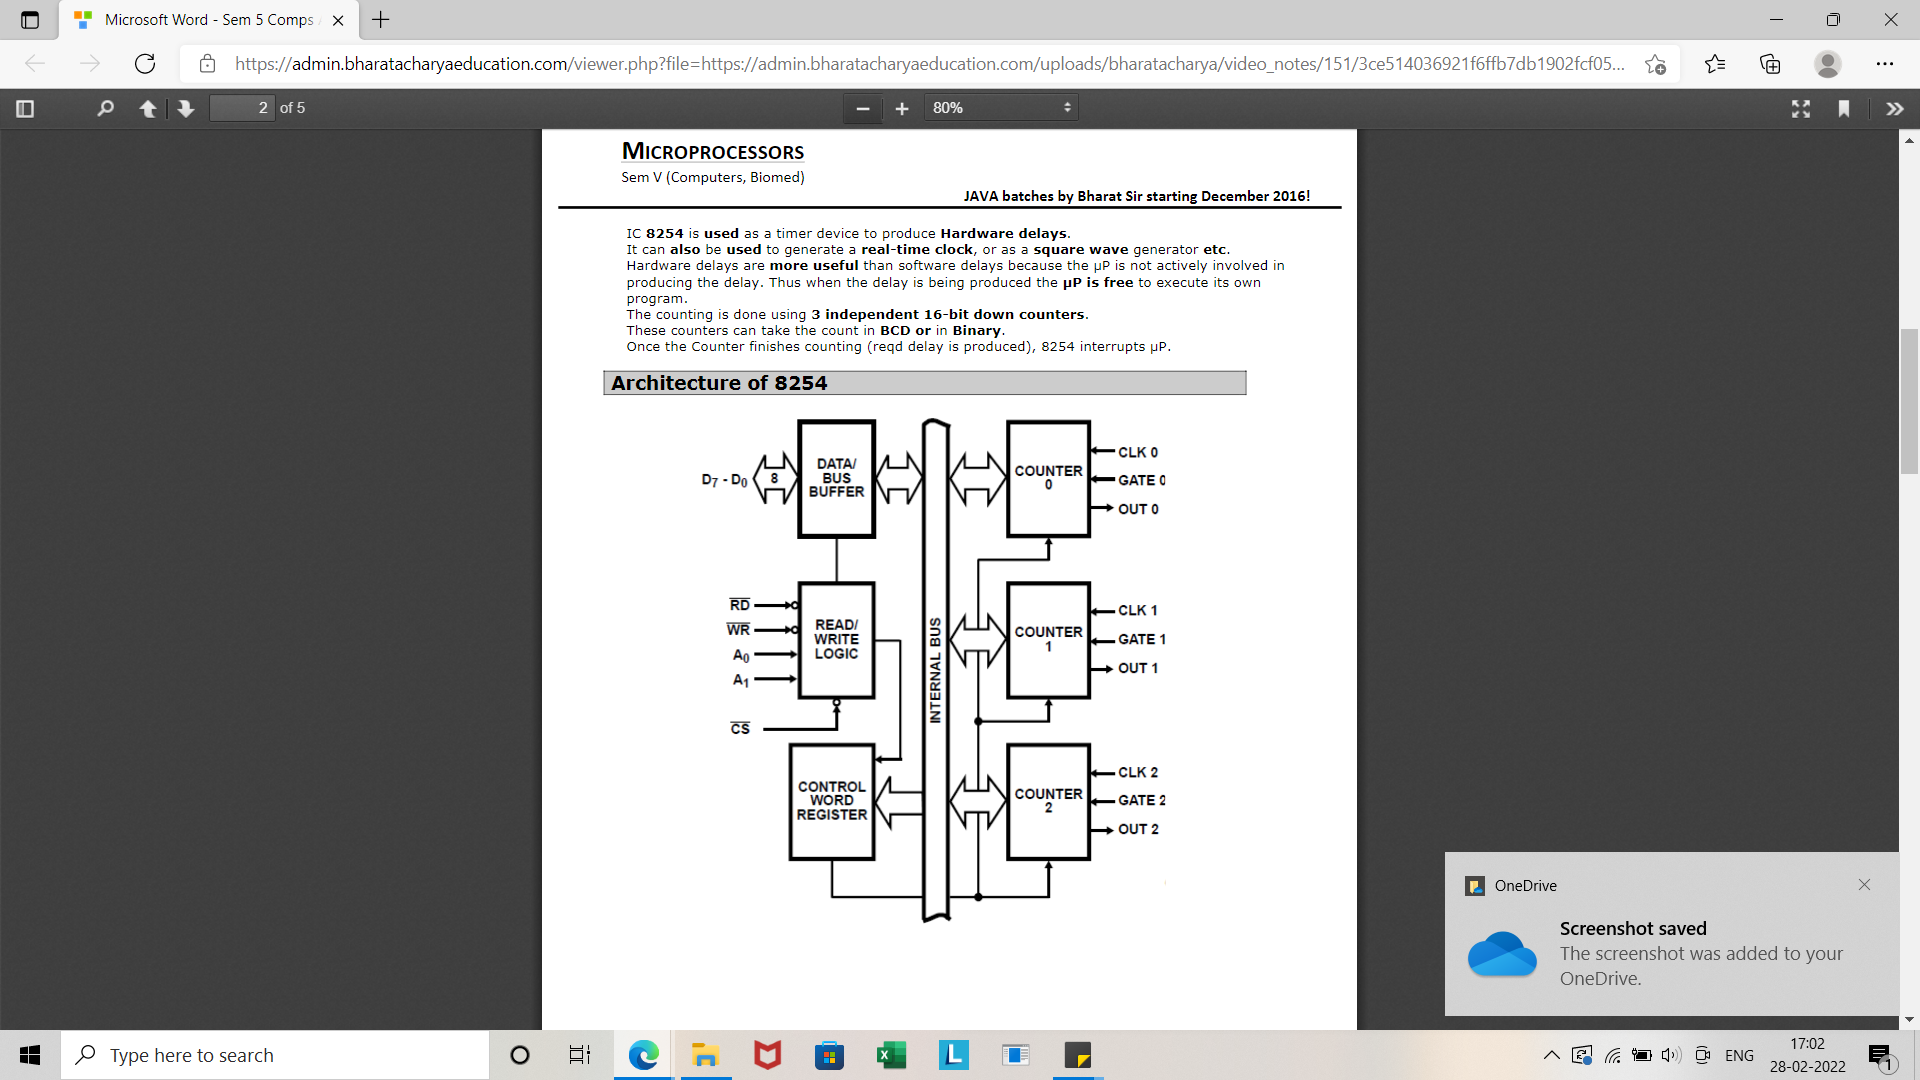 Microsoft Word - Sem 5 Comps
https://admin.bharatacharyaeducation.com/viewer.php?file=https://admin.bharatacharyaeducation.com/uploads/bharatacharya/video_notes/151/3ce514036921f6ffb7db1902fcf05...
2 of 5
80%
MICROPROCESSORS
Sem V (Computers, Biomed)
JAVA batches by Bharat Sir starting December 2016!
IC 8254 is used as a timer device to produce Hardware delays.
It can also be used to generate a real-time clock, or as a square wave generator etc.
Hardware delays are more useful than software delays because the µP is not actively involved in
producing the delay. Thus when the delay is being produced the µP is free to execute its own
program.
The counting is done using 3 independent 16-bit down counters.
These counters can take the count in BCD or in Binary.
Once the Counter finishes counting (reqd delay is produced), 8254 interrupts µP.
Architecture of 8254
D7 - D0
8
DATA/
BUS
BUFFER
COUNTER
0
CLK 0
GATE 0
OUT 0
RD
WR
A0
A1
CS
READ/
WRITE
LOGIC
INTERNAL BUS
COUNTER
1
CLK 1
GATE 1
OUT 1
CONTROL
WORD
REGISTER
COUNTER
2
CLK 2
GATE 2
OUT 2
OneDrive
Screenshot saved
The screenshot was added to your
OneDrive.
Type here to search
L
ENG
17:02
28-02-2022
1